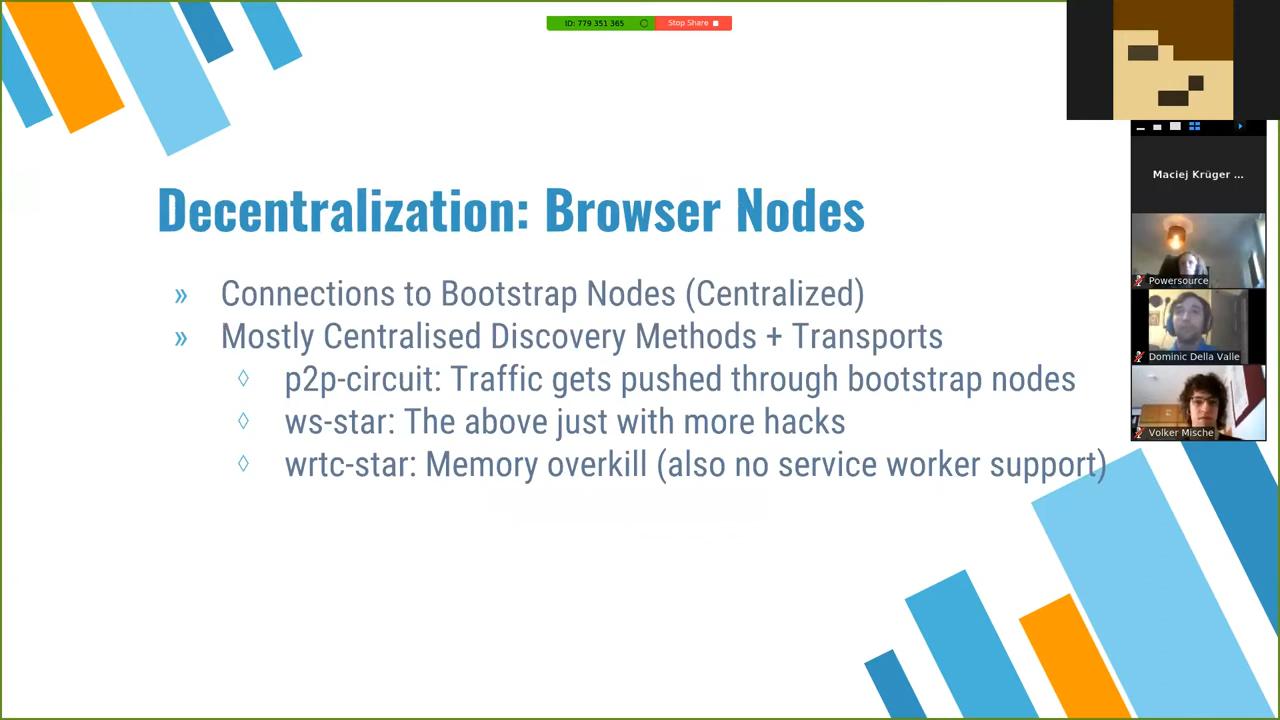 ID: 779 351 365
Stop Share
Maciej Krüger ...
Decentralization: Browser Nodes
Powersource
» Connections to Bootstrap Nodes (Centralized)
» Mostly Centralised Discovery Methods + Transports
Dominic Della Valle
◊ p2p-circuit: Traffic gets pushed through bootstrap nodes
◊ ws-star: The above just with more hacks
Volker Mische
◊ wrtc-star: Memory overkill (also no service worker support)